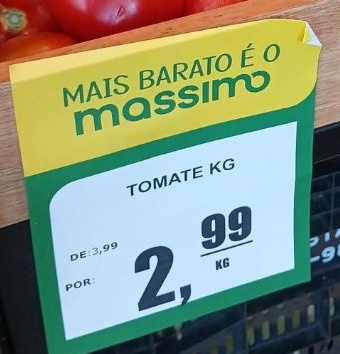 MAIS BARATO É O
massimo
TOMATE KG
DE:3,99
POR:
2,99
KG